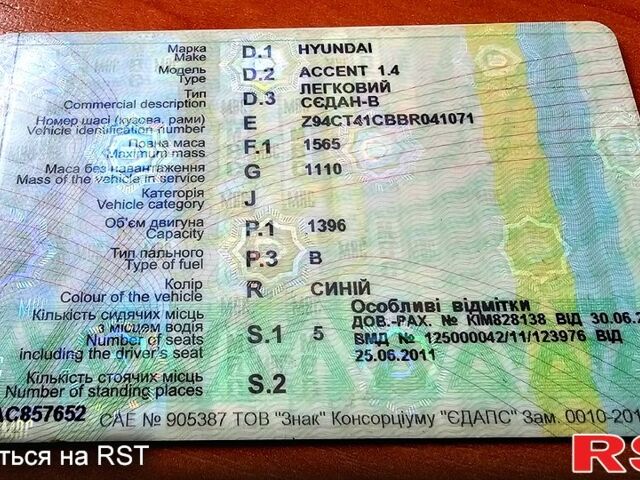 Марка D.1 HYUNDAI
Make
Модель D.2 ACCENT 1.4
Type
Тип D.3 ЛЕГКОВИЙ
Commercial description СЄДАН-В
Номер шасі (кузова, рами) E Z94CT41CBBR041071
Vehicle identification number
Повна маса F.1 1565
Maximum mass
Маса без навантаження G 1110
Mass of the vehicle in service
Категорія J
Vehicle category
Об'єм двигуна P.1 1396
Capacity
Тип пального P.3 B
Type of fuel
Колір R СИНІЙ
Colour of the vehicle
Кількість сидячих місць S.1 5
з місцем водія
Number of seats
including the driver's seat
Особливі відмітки
ДОВ.-РАХ. № КІМ828138 ВІД 30.06.2
ВМД № 125000042/11/123976 ВІД
25.06.2011
Кількість стоячих місць S.2
Number of standing places
АС857652
САЕ № 905387 ТОВ "Знак" Консорціуму "ЄДАПС" Зам. 0010-201
ться на RST
RS